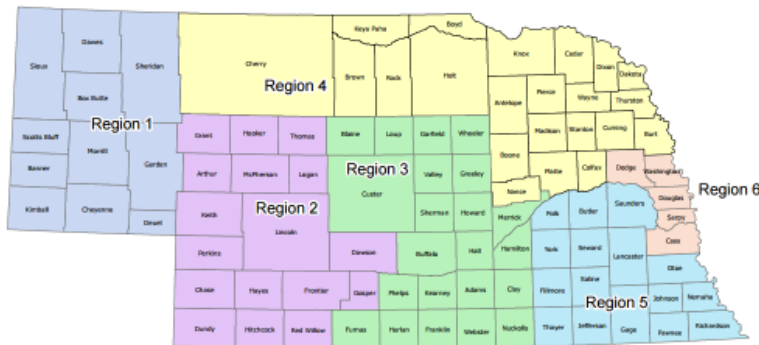 Keya Paha
Boyd
Sioux
Dawes
Sheridan
Cherry
Knox
Cedar
Dixon
Dakota
Region 4
Brown
Rock
Holt
Box Butte
Antelope
Pierce
Wayne
Thurston
Region 1
Scotts Bluff
Morrill
Garden
Banner
Kimball
Cheyenne
Deuel
Grant
Hooker
Thomas
Blaine
Loup
Garfield
Wheeler
Madison
Stanton
Cuming
Burt
Boone
Arthur
McPherson
Logan
Region 3
Custer
Valley
Greeley
Platte
Colfax
Dodge
Washington
Region 6
Nance
Keith
Region 2
Lincoln
Sherman
Howard
Merrick
Polk
Butler
Saunders
Douglas
Sarpy
Cass
Perkins
Dawson
Buffalo
Hall
Hamilton
York
Seward
Lancaster
Otoe
Chase
Hayes
Frontier
Gosper
Phelps
Kearney
Adams
Clay
Fillmore
Saline
Region 5
Johnson
Nemaha
Dundy
Hitchcock
Red Willow
Furnas
Harlan
Franklin
Webster
Nuckolls
Thayer
Jefferson
Gage
Pawnee
Richardson